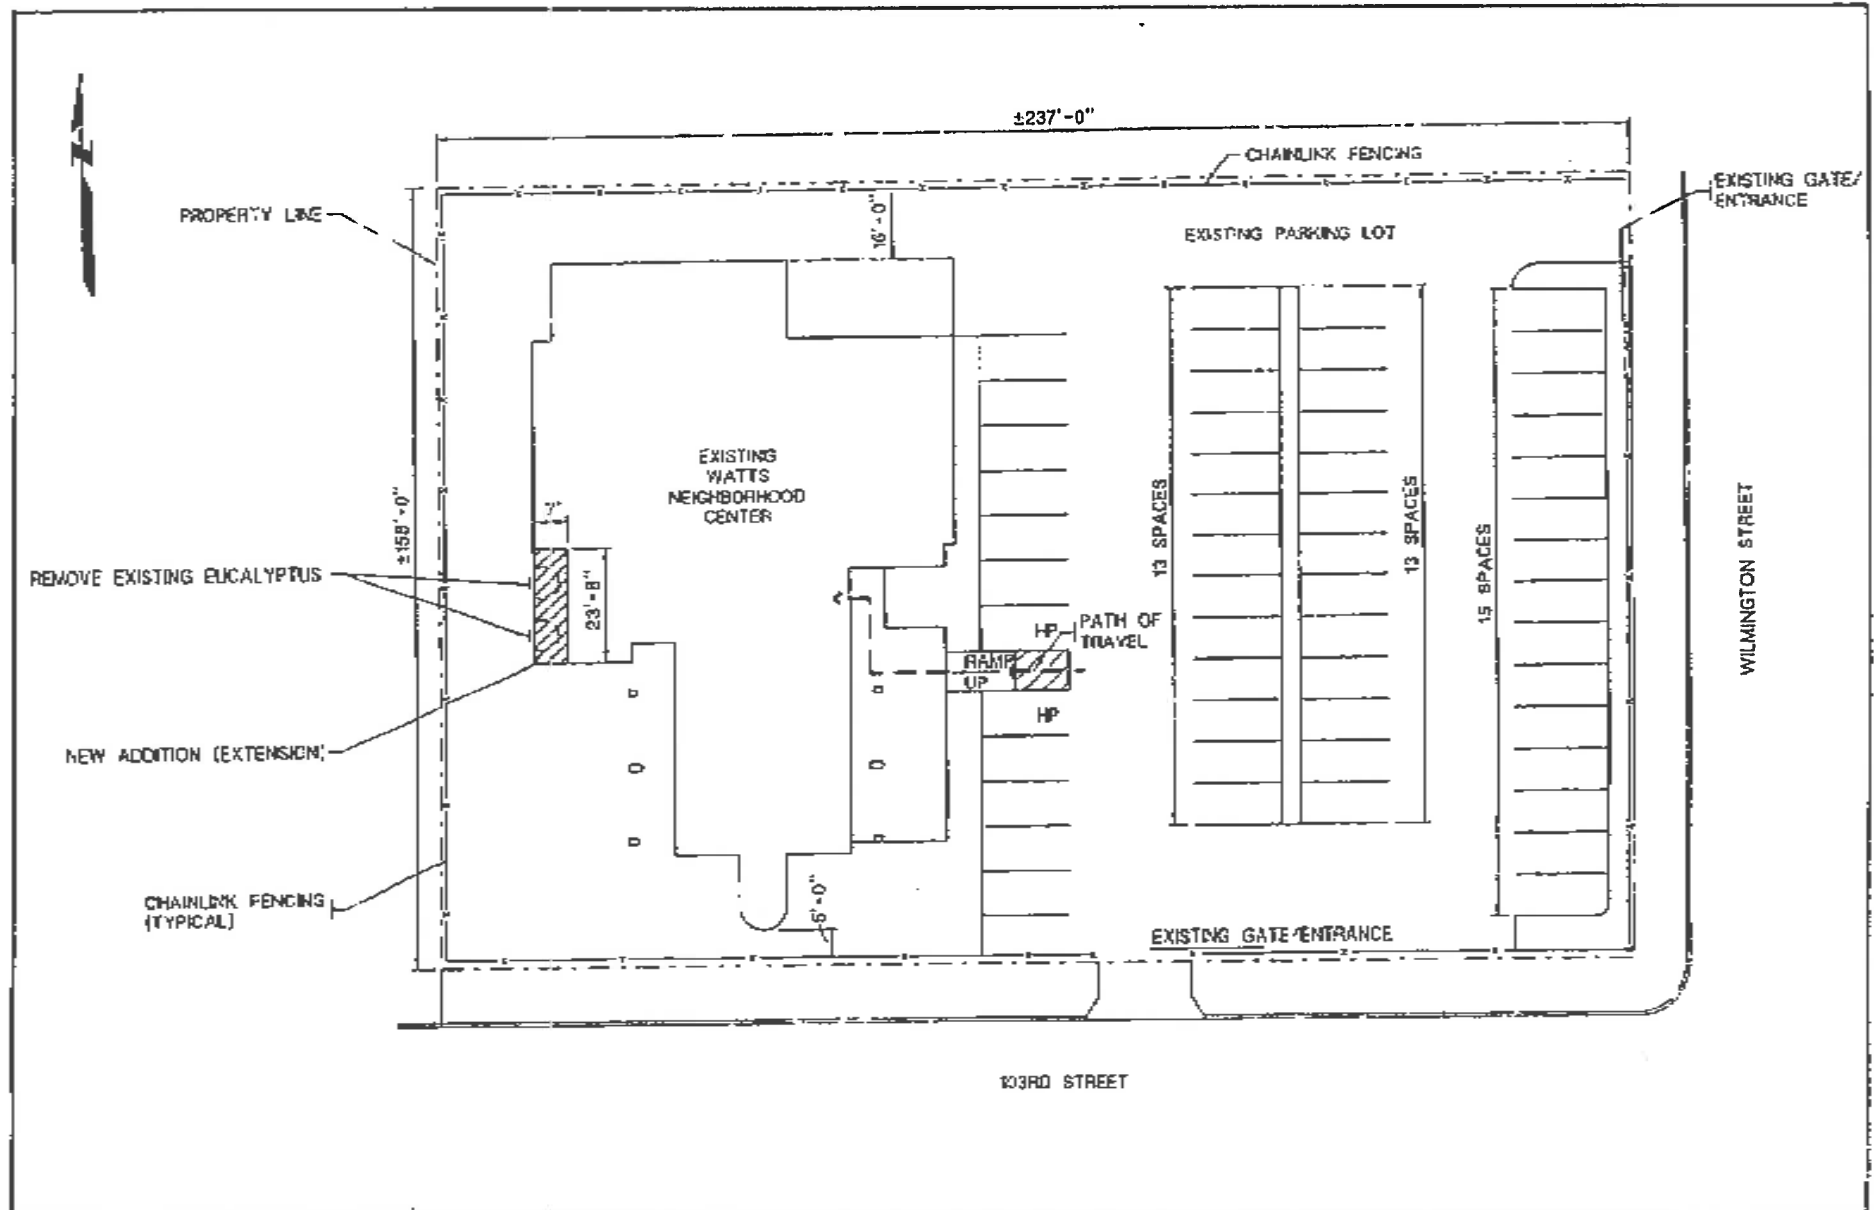 ±237'-0"
CHAINLINK FENCING
EXISTING GATE/
ENTRANCE
PROPERTY LINE
16'-0"
EXISTING PARKING LOT
EXISTING
WATTS
NEIGHBORHOOD
CENTER
±158'-0"
7'
REMOVE EXISTING EUCALYPTUS
23'-8"
13 SPACES
13 SPACES
15 SPACES
WILMINGTON STREET
HP
PATH OF
TRAVEL
RAMP
UP
HP
NEW ADDITION (EXTENSION)
CHAINLINK FENCING
(TYPICAL)
EXISTING GATE/ENTRANCE
103RD STREET